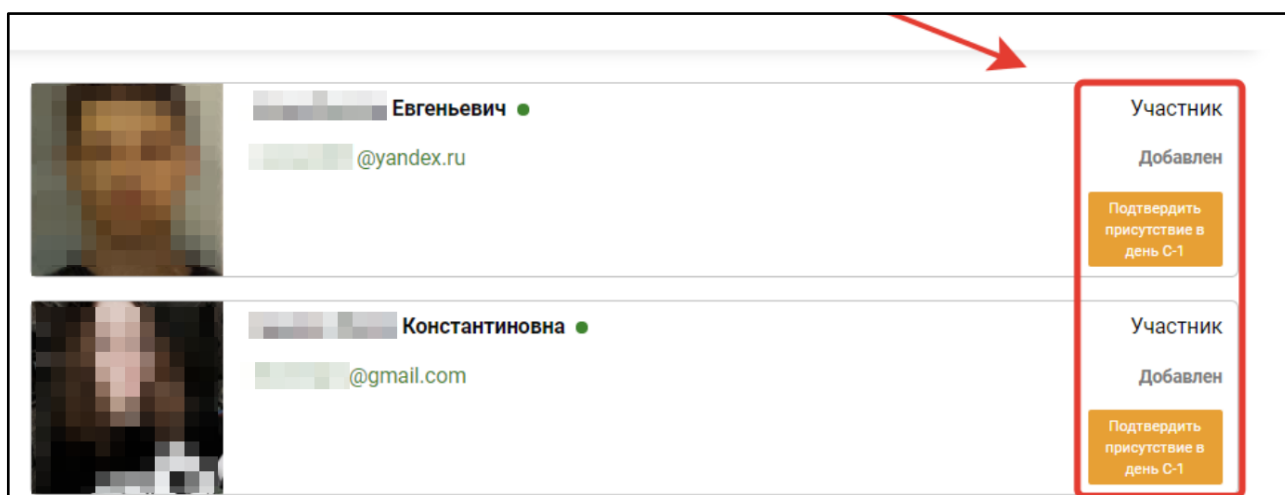 Евгеньевич
Участник
@yandex.ru
Добавлен
Подтвердить
присутствие в
день С-1
Константиновна
Участник
@gmail.com
Добавлен
Подтвердить
присутствие в
день С-1